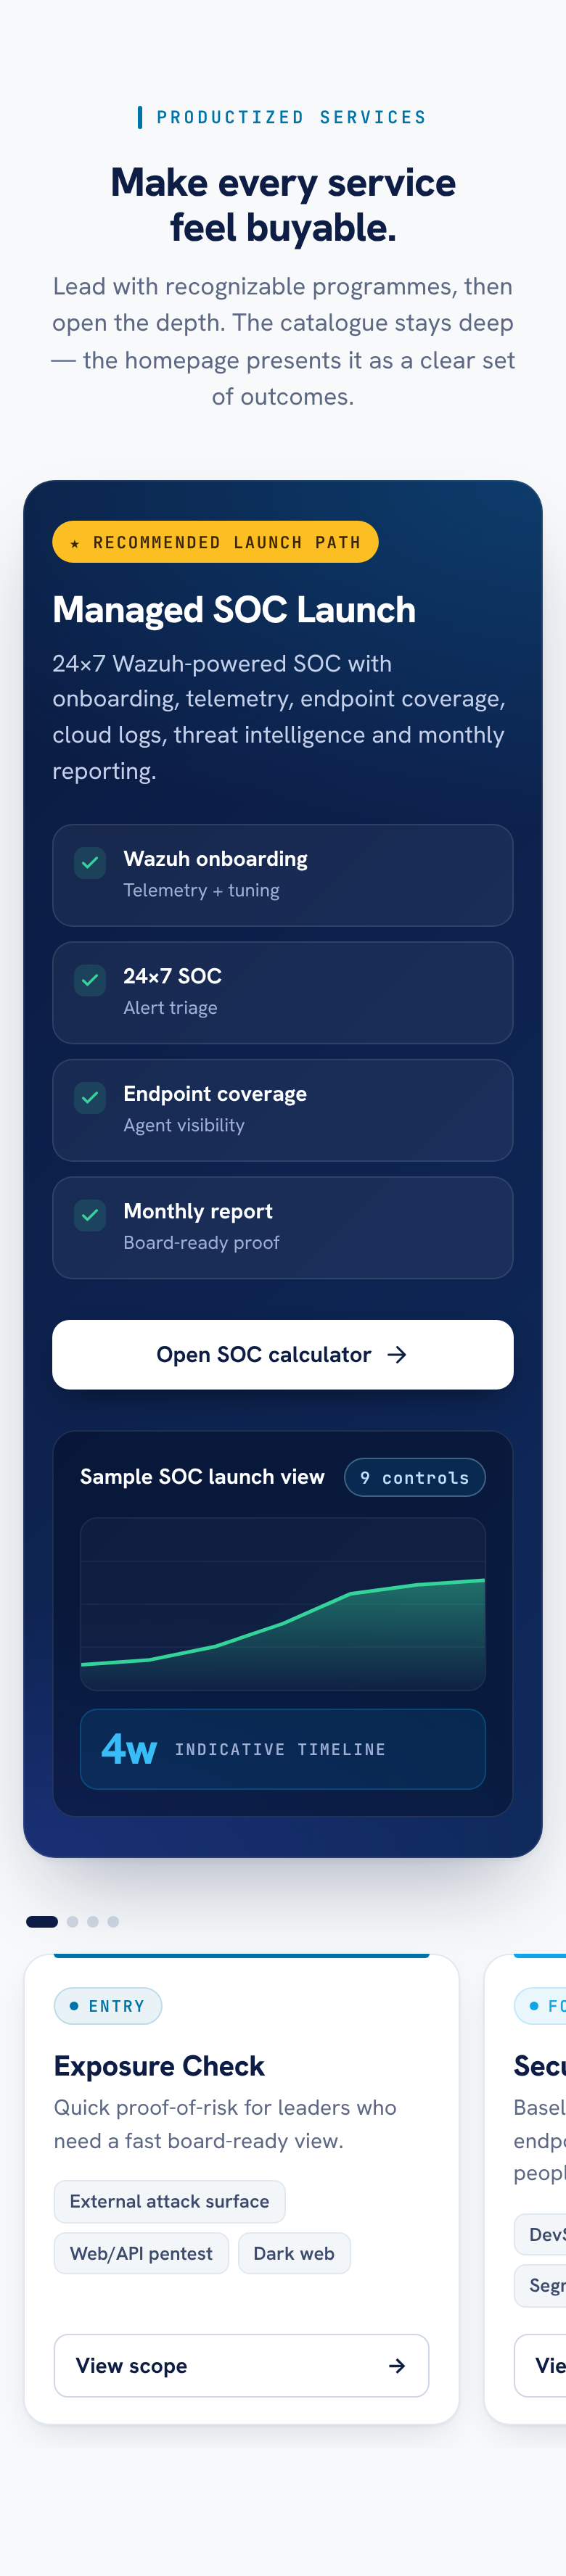 PRODUCTIZED SERVICES
Make every service
feel buyable.
Lead with recognizable programmes, then
open the depth. The catalogue stays deep
— the homepage presents it as a clear set
of outcomes.
★ RECOMMENDED LAUNCH PATH
Managed SOC Launch
24×7 Wazuh-powered SOC with
onboarding, telemetry, endpoint coverage,
cloud logs, threat intelligence and monthly
reporting.
Wazuh onboarding
Telemetry + tuning
24×7 SOC
Alert triage
Endpoint coverage
Agent visibility
Monthly report
Board-ready proof
Open SOC calculator →
Sample SOC launch view
9 controls
4w INDICATIVE TIMELINE
ENTRY
Exposure Check
Quick proof-of-risk for leaders who
need a fast board-ready view.
External attack surface
Web/API pentest
Dark web
View scope →